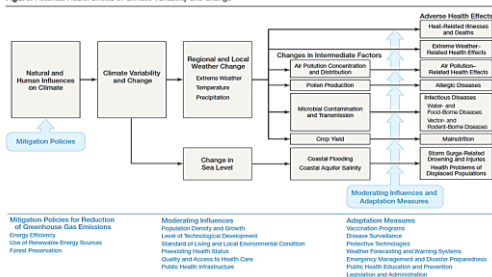 Adverse Health Effects
Heat-Related Illnesses
and Deaths
Extreme Weather–
Related Health Effects
Natural and
Human Influences
on Climate
Climate Variability
and Change
Regional and Local
Weather Change
Extreme Weather
Temperature
Precipitation
Changes in Intermediate Factors
Air Pollution Concentration
and Distribution
Air Pollution–
Related Health Effects
Pollen Production
Allergic Diseases
Microbial Contamination
and Transmission
Infectious Diseases
Water- and
Food-Borne Diseases
Vector- and
Rodent-Borne Diseases
Crop Yield
Malnutrition
Mitigation Policies
Change in
Sea Level
Coastal Flooding
Coastal Aquifer Salinity
Storm Surge-Related
Drowning and Injuries
Health Problems of
Displaced Populations
Moderating Influences and
Adaptation Measures
Mitigation Policies for Reduction
of Greenhouse Gas Emissions
Energy Efficiency
Use of Renewable Energy Sources
Forest Preservation
Moderating Influences
Population Density and Growth
Level of Technological Development
Standard of Living and Local Environmental Condition
Preexisting Health Status
Quality and Access to Health Care
Public Health Infrastructure
Adaptation Measures
Vaccination Programs
Disease Surveillance
Protective Technologies
Weather Forecasting and Warning Systems
Emergency Management and Disaster Preparedness
Public Health Education and Prevention
Legislation and Administration